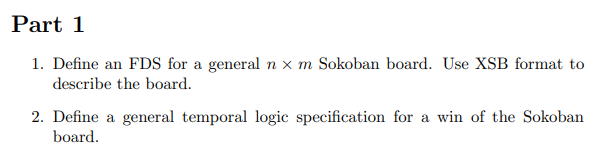 Part 1
1. Define an FDS for a general n × m Sokoban board. Use XSB format to
describe the board.
2. Define a general temporal logic specification for a win of the Sokoban
board.